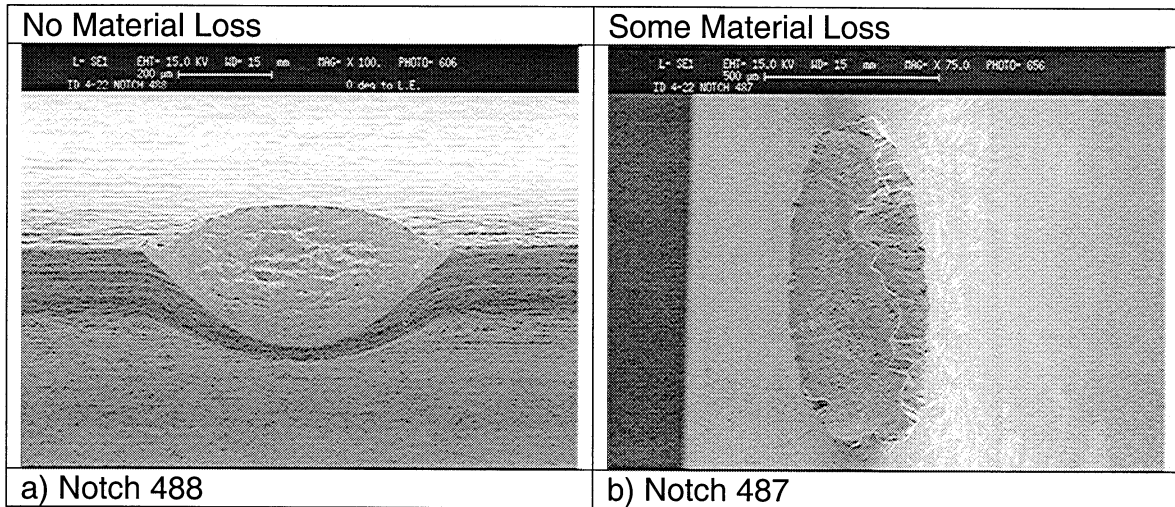 No Material Loss
Some Material Loss
L= SE1 EHT= 15.0 KV WD= 15 mm MAG= X 100. PHOTO= 606
200 µm
ID 4-22 NOTCH 488 0 deg to L.E.
L= SE1 EHT= 15.0 KV WD= 15 mm MAG= X 75.0 PHOTO= 656
500 µm
ID 4-22 NOTCH 487
a) Notch 488
b) Notch 487